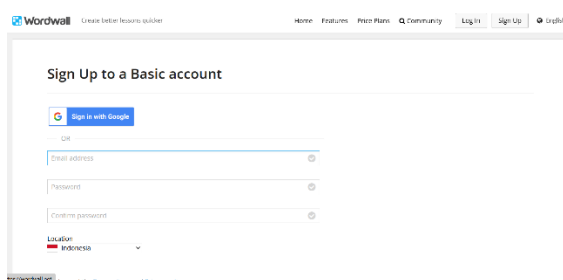 Wordwall Create better lessons quicker Home Features Price Plans Community Log In Sign Up English
Sign Up to a Basic account
G Sign in with Google
OR
Email address
Password
Confirm password
Location
Indonesia